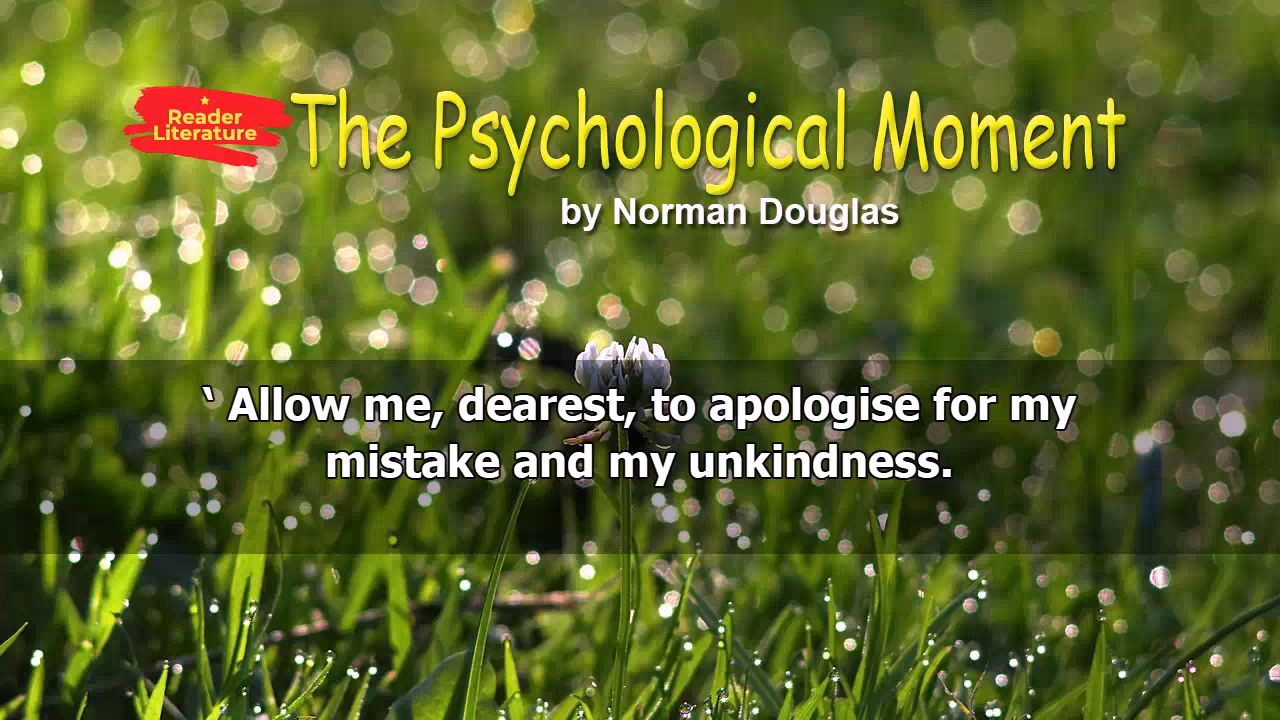 Reader
Literature
The Psychological Moment
by Norman Douglas
‘ Allow me, dearest, to apologise for my
mistake and my unkindness.